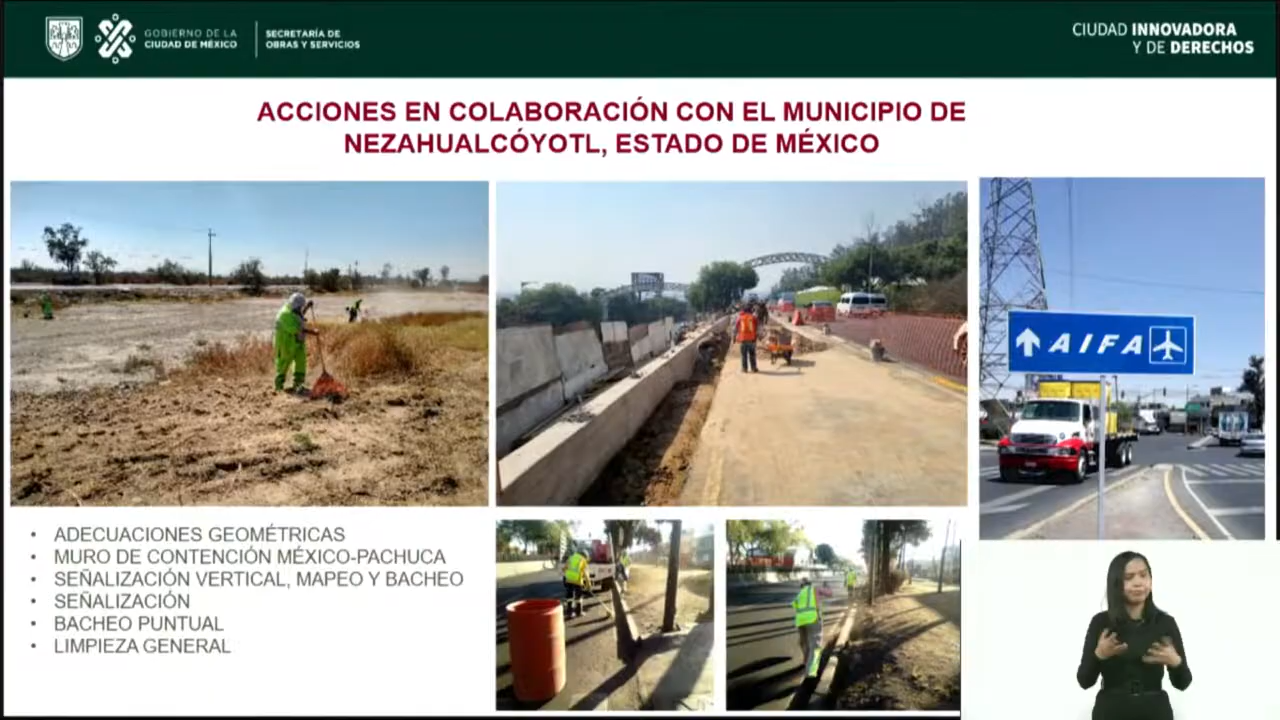 GOBIERNO DE LA
CIUDAD DE MÉXICO
SECRETARÍA DE
OBRAS Y SERVICIOS
CIUDAD INNOVADORA
Y DE DERECHOS
ACCIONES EN COLABORACIÓN CON EL MUNICIPIO DE
NEZAHUALCÓYOTL, ESTADO DE MÉXICO
AIFA
• ADECUACIONES GEOMÉTRICAS
• MURO DE CONTENCIÓN MÉXICO-PACHUCA
• SEÑALIZACIÓN VERTICAL, MAPEO Y BACHEO
• SEÑALIZACIÓN
• BACHEO PUNTUAL
• LIMPIEZA GENERAL